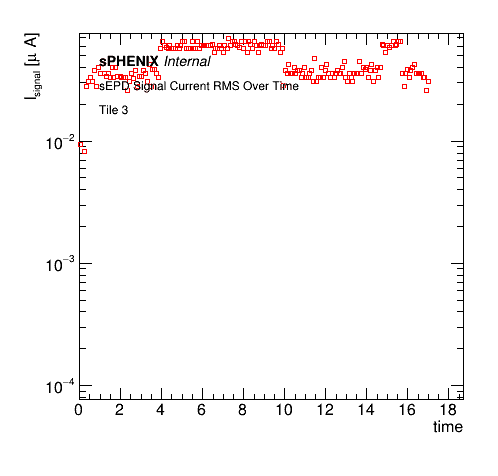 I_signal [μ A]
sPHENIX Internal
sEPD Signal Current RMS Over Time
Tile 3
10⁻²
10⁻³
10⁻⁴
0 2 4 6 8 10 12 14 16 18
time